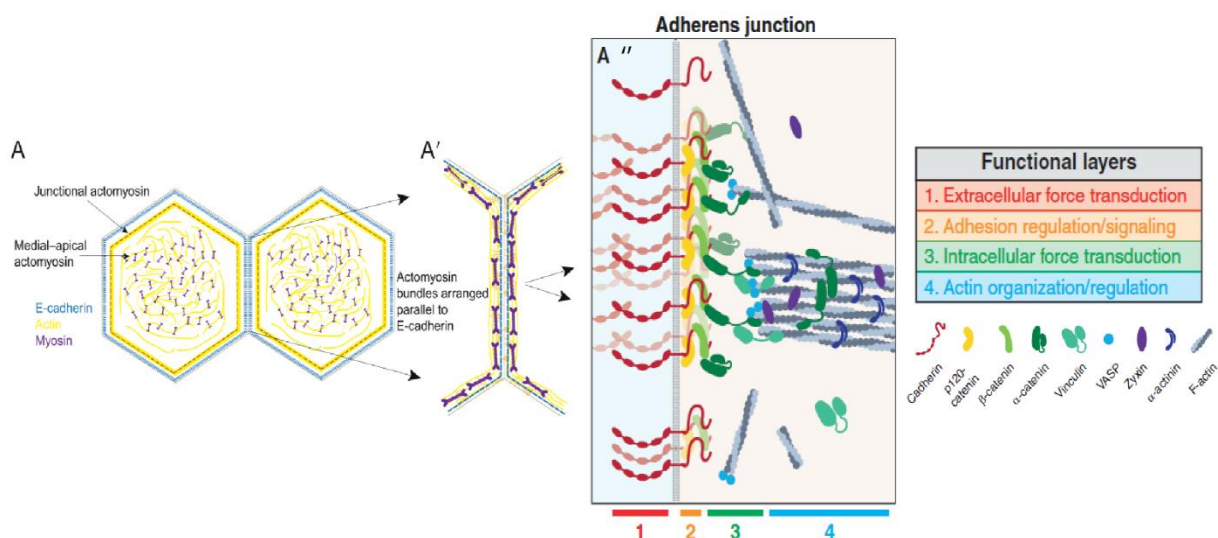 Adherens junction
A
Junctional actomyosin
Medial–apical
actomyosin
E-cadherin
Actin
Myosin
A'
Actomyosin
bundles arranged
parallel to
E-cadherin
A ''
1
2
3
4
Functional layers
1. Extracellular force transduction
2. Adhesion regulation/signaling
3. Intracellular force transduction
4. Actin organization/regulation
Cadherin
p120-
catenin
β-catenin
α-catenin
Vinculin
VASP
Zyxin
α-actinin
F-actin